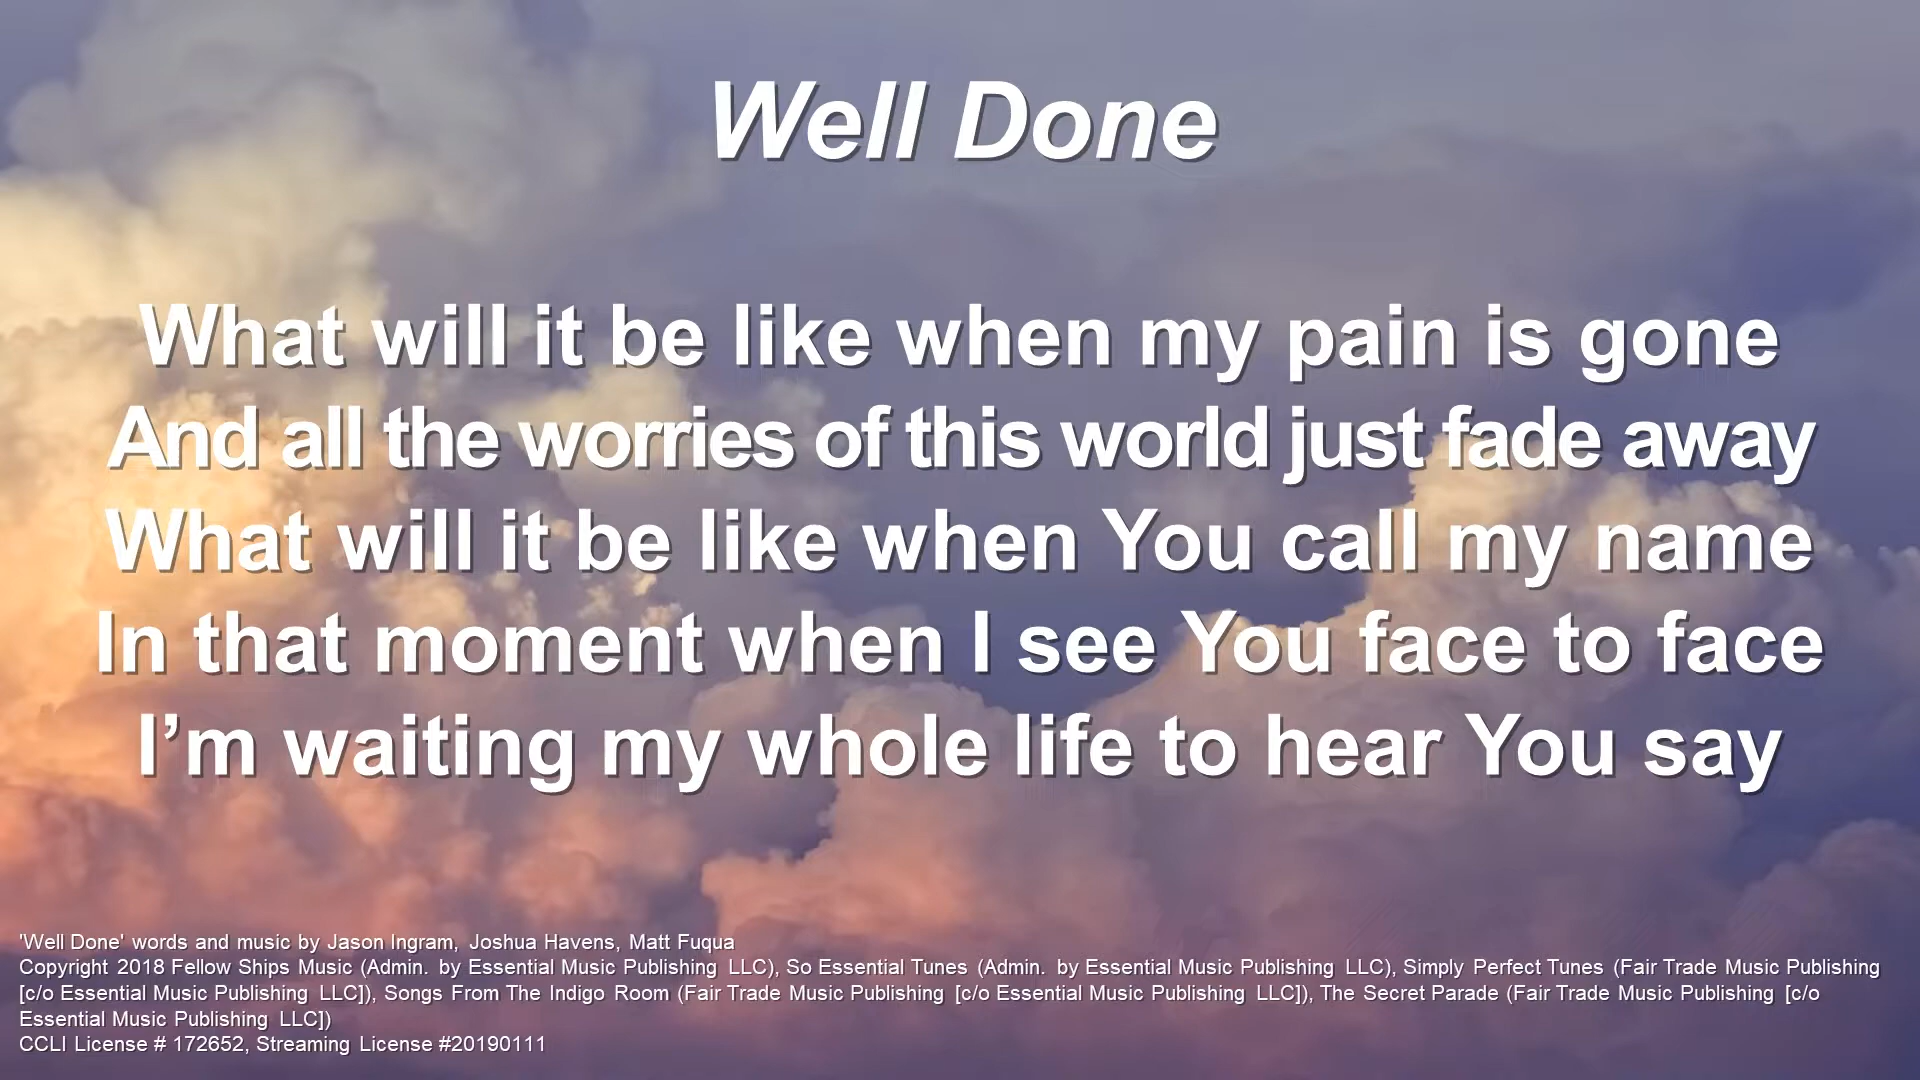 Well Done
What will it be like when my pain is gone
And all the worries of this world just fade away
What will it be like when You call my name
In that moment when I see You face to face
I’m waiting my whole life to hear You say
'Well Done' words and music by Jason Ingram, Joshua Havens, Matt Fuqua
Copyright 2018 Fellow Ships Music (Admin. by Essential Music Publishing LLC), So Essential Tunes (Admin. by Essential Music Publishing LLC), Simply Perfect Tunes (Fair Trade Music Publishing
[c/o Essential Music Publishing LLC]), Songs From The Indigo Room (Fair Trade Music Publishing [c/o Essential Music Publishing LLC]), The Secret Parade (Fair Trade Music Publishing [c/o
Essential Music Publishing LLC])
CCLI License # 172652, Streaming License #20190111